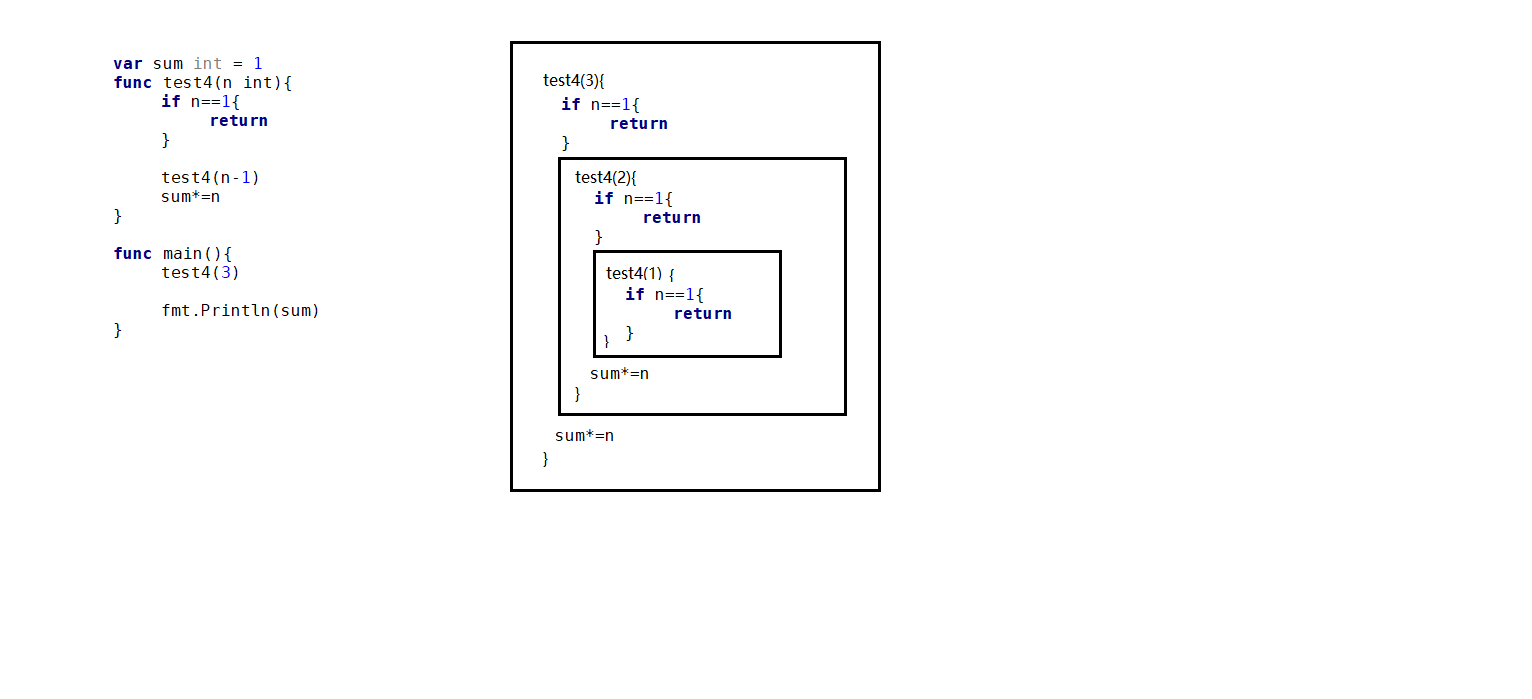 var sum int = 1
func test4(n int){
if n==1{
return
}
test4(n-1)
sum*=n
}
func main(){
test4(3)
fmt.Println(sum)
}
test4(3){
if n==1{
return
}
test4(2){
if n==1{
return
}
test4(1) {
if n==1{
return
}
}
sum*=n
}
sum*=n
}